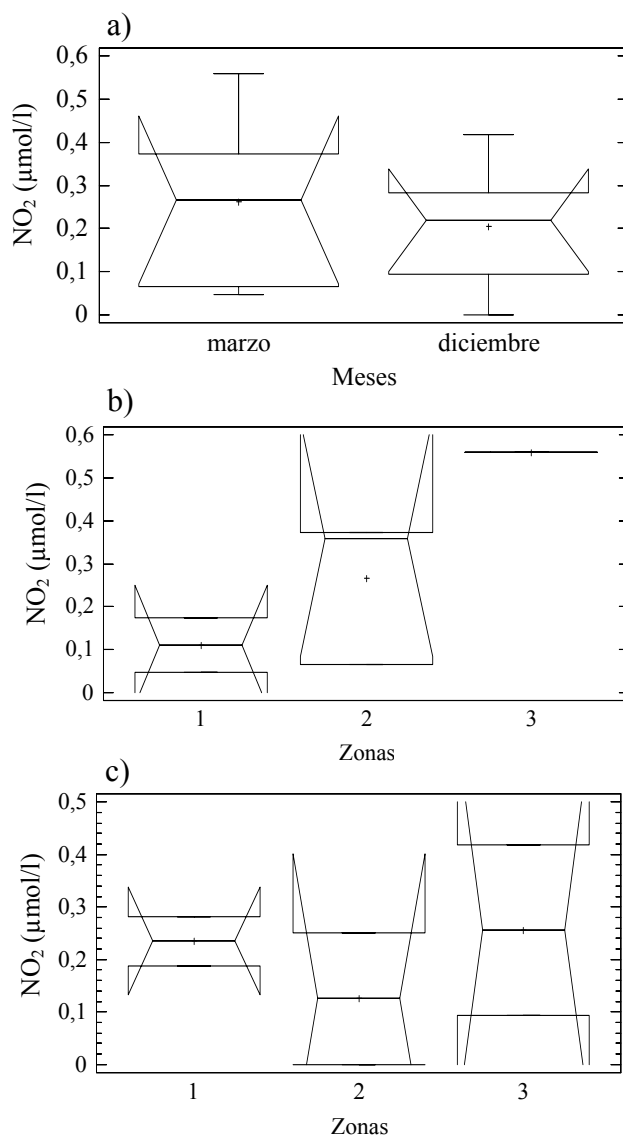 a)
0,6
0,5
0,4
0,3
0,2
0,1
0
NO2 (µmol/l)
marzo diciembre
Meses
b)
0,6
0,5
0,4
0,3
0,2
0,1
0
NO2 (µmol/l)
1 2 3
Zonas
c)
0,5
0,4
0,3
0,2
0,1
0
NO2 (µmol/l)
1 2 3
Zonas